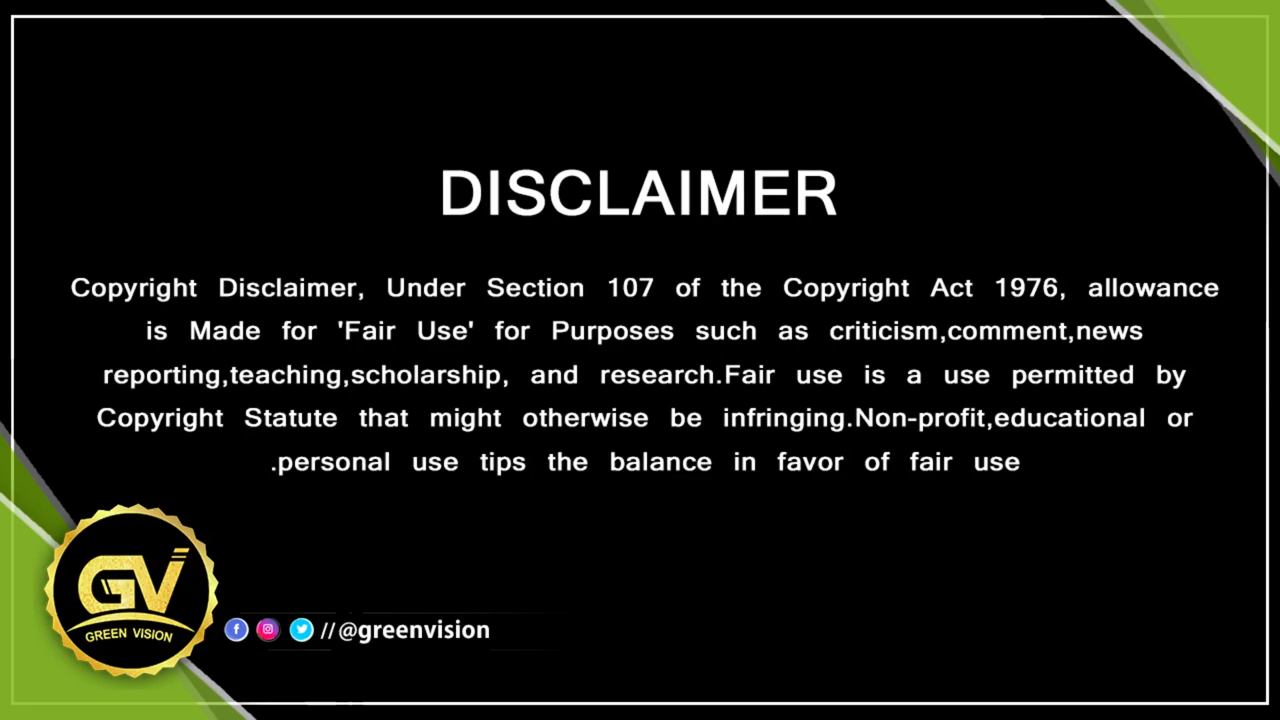 DISCLAIMER
Copyright Disclaimer, Under Section 107 of the Copyright Act 1976, allowance
is Made for 'Fair Use' for Purposes such as criticism,comment,news
reporting,teaching,scholarship, and research.Fair use is a use permitted by
Copyright Statute that might otherwise be infringing.Non-profit,educational or
.personal use tips the balance in favor of fair use
GV
GREEN VISION
//@greenvision